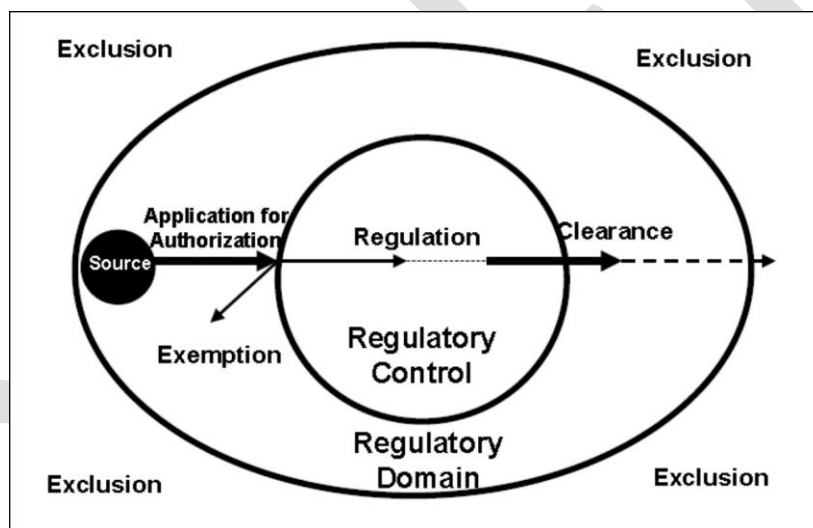 Exclusion
Exclusion
Application for
Authorization
Regulation
Clearance
Source
Exemption
Regulatory
Control
Regulatory
Domain
Exclusion
Exclusion